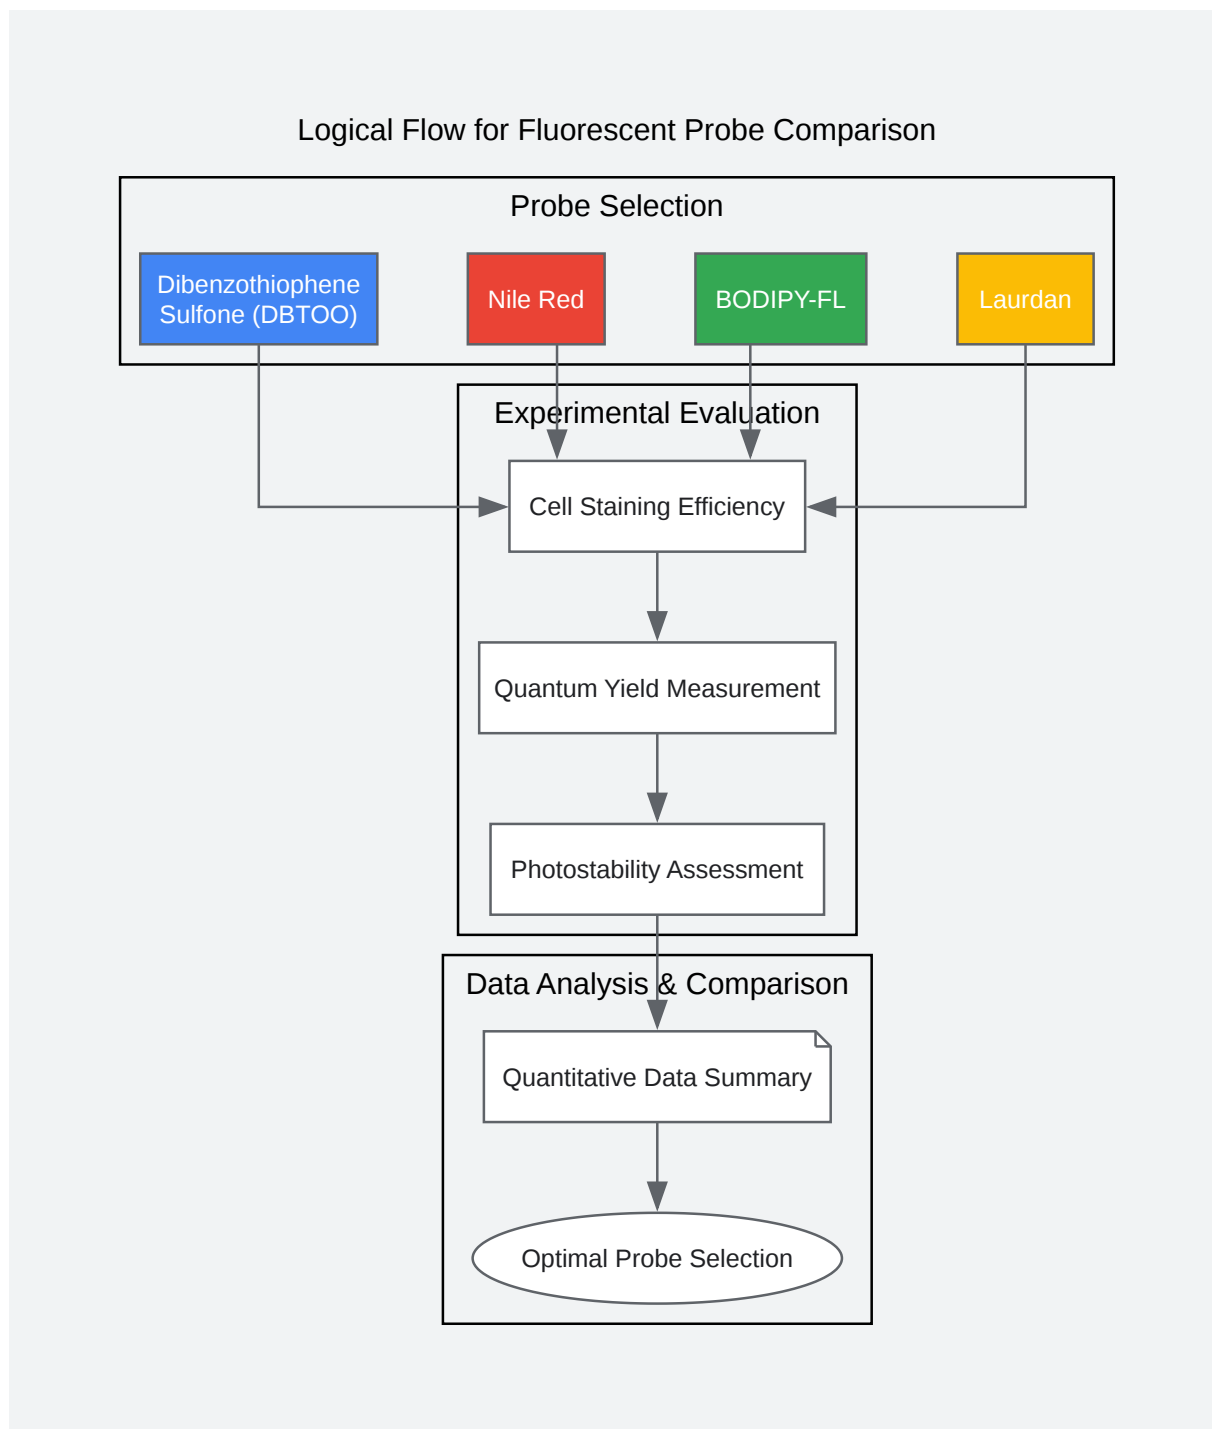 Logical Flow for Fluorescent Probe Comparison
Probe Selection
Dibenzothiophene
Sulfone (DBTOO)
Nile Red
BODIPY-FL
Laurdan
Experimental Evaluation
Cell Staining Efficiency
Quantum Yield Measurement
Photostability Assessment
Data Analysis & Comparison
Quantitative Data Summary
Optimal Probe Selection